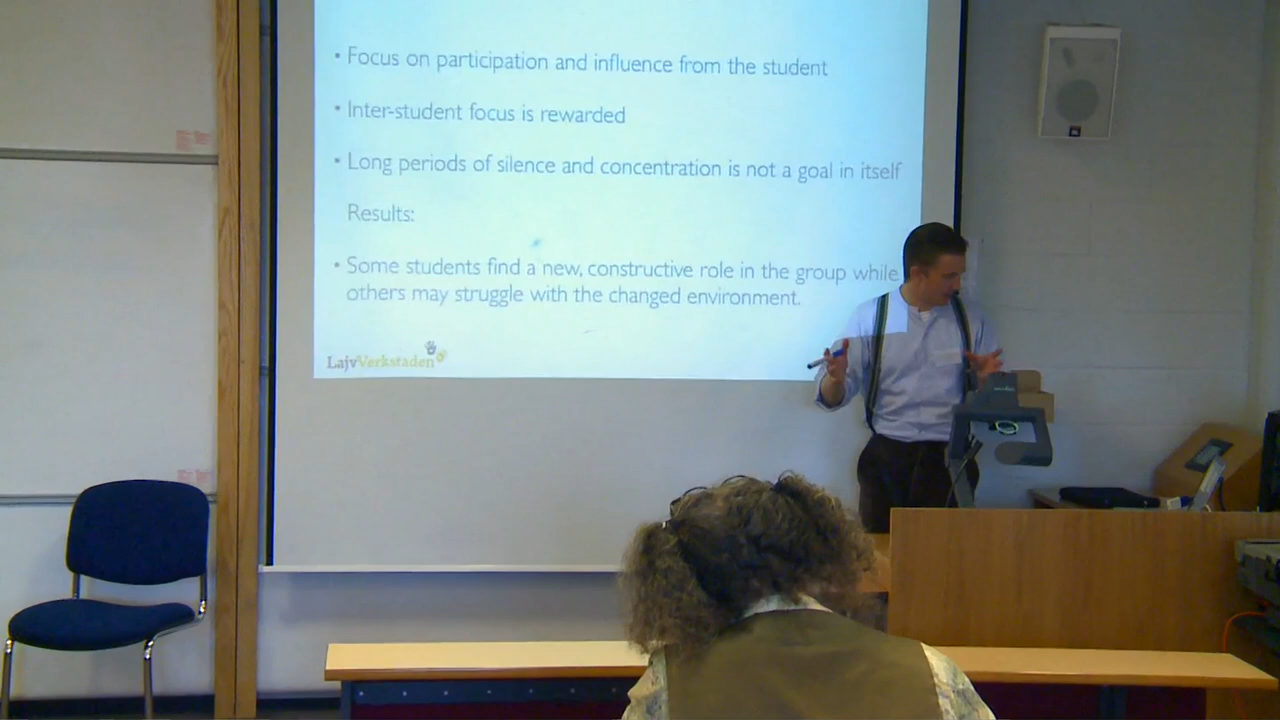 • Focus on participation and influence from the student
• Inter-student focus is rewarded
• Long periods of silence and concentration is not a goal in itself
Results:
• Some students find a new, constructive role in the group while
others may struggle with the changed environment.
LajvVerkstaden